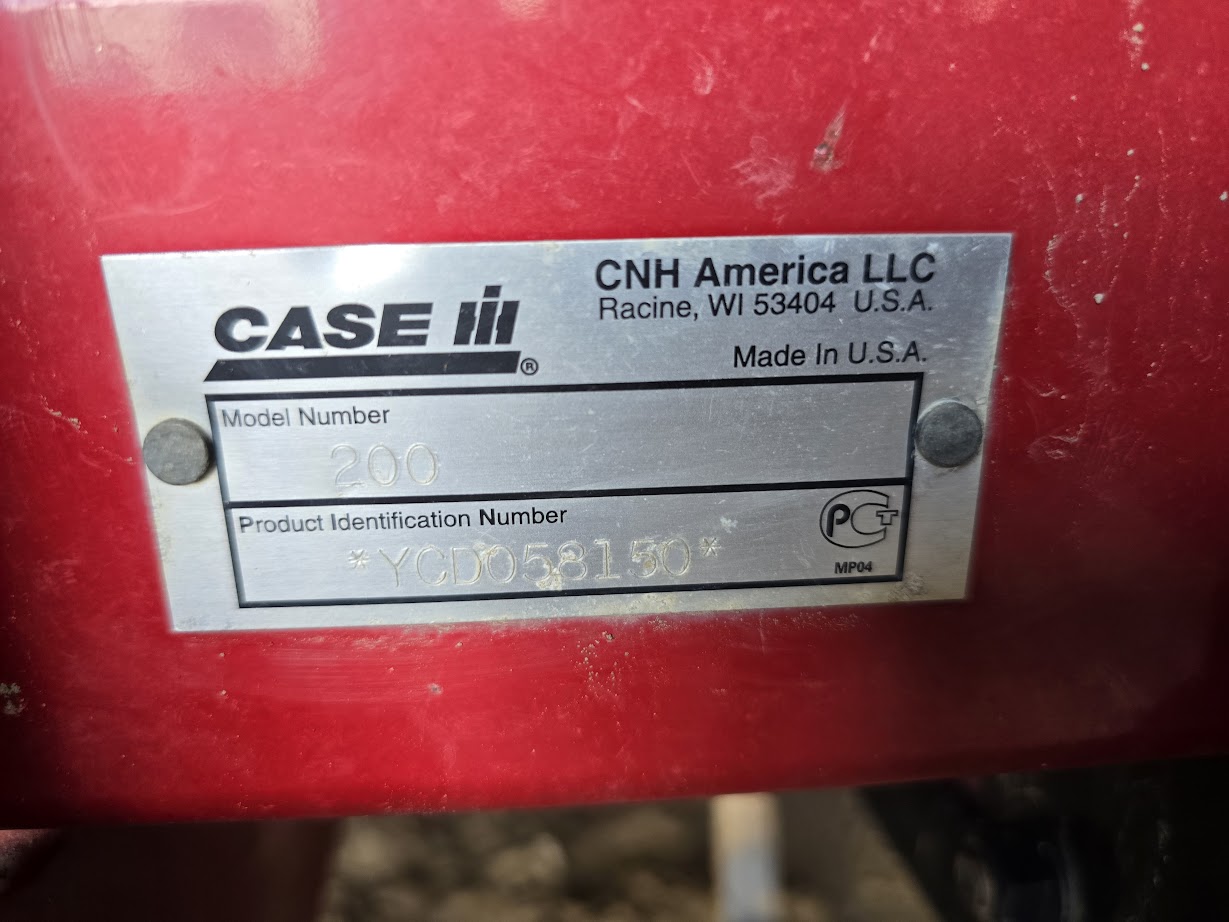 CASE IH®
CNH America LLC
Racine, WI 53404 U.S.A.
Made In U.S.A.
Model Number
200
Product Identification Number
*YCD058150*
PCT
MP04